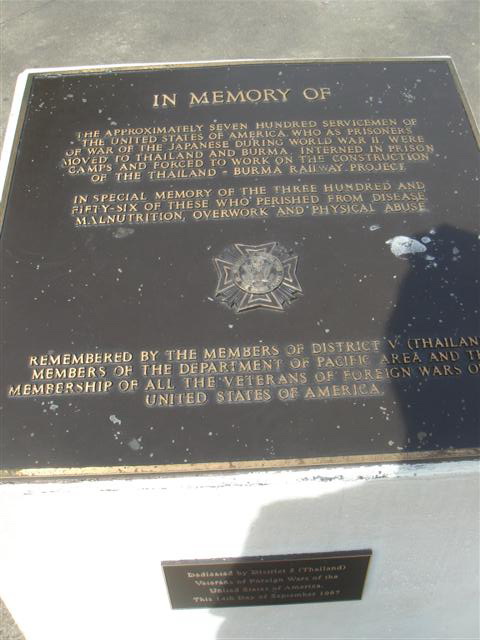 IN MEMORY OF
THE APPROXIMATELY SEVEN HUNDRED SERVICEMEN OF
THE UNITED STATES OF AMERICA WHO AS PRISONERS
OF WAR OF THE JAPANESE DURING WORLD WAR II, WERE
MOVED TO THAILAND AND BURMA, INTERNED IN PRISON
CAMPS AND FORCED TO WORK ON THE CONSTRUCTION
OF THE THAILAND - BURMA RAILWAY PROJECT.
IN SPECIAL MEMORY OF THE THREE HUNDRED AND
FIFTY-SIX OF THESE WHO PERISHED FROM DISEASE,
MALNUTRITION, OVERWORK AND PHYSICAL ABUSE
REMEMBERED BY THE MEMBERS OF DISTRICT V (THAILAN
MEMBERS OF THE DEPARTMENT OF PACIFIC AREA AND TH
MEMBERSHIP OF ALL THE VETERANS OF FOREIGN WARS O
UNITED STATES OF AMERICA.
Dedicated by District 5 (Thailand)
Veterans of Foreign Wars of the
United States of America.
This 14th Day of September 1987